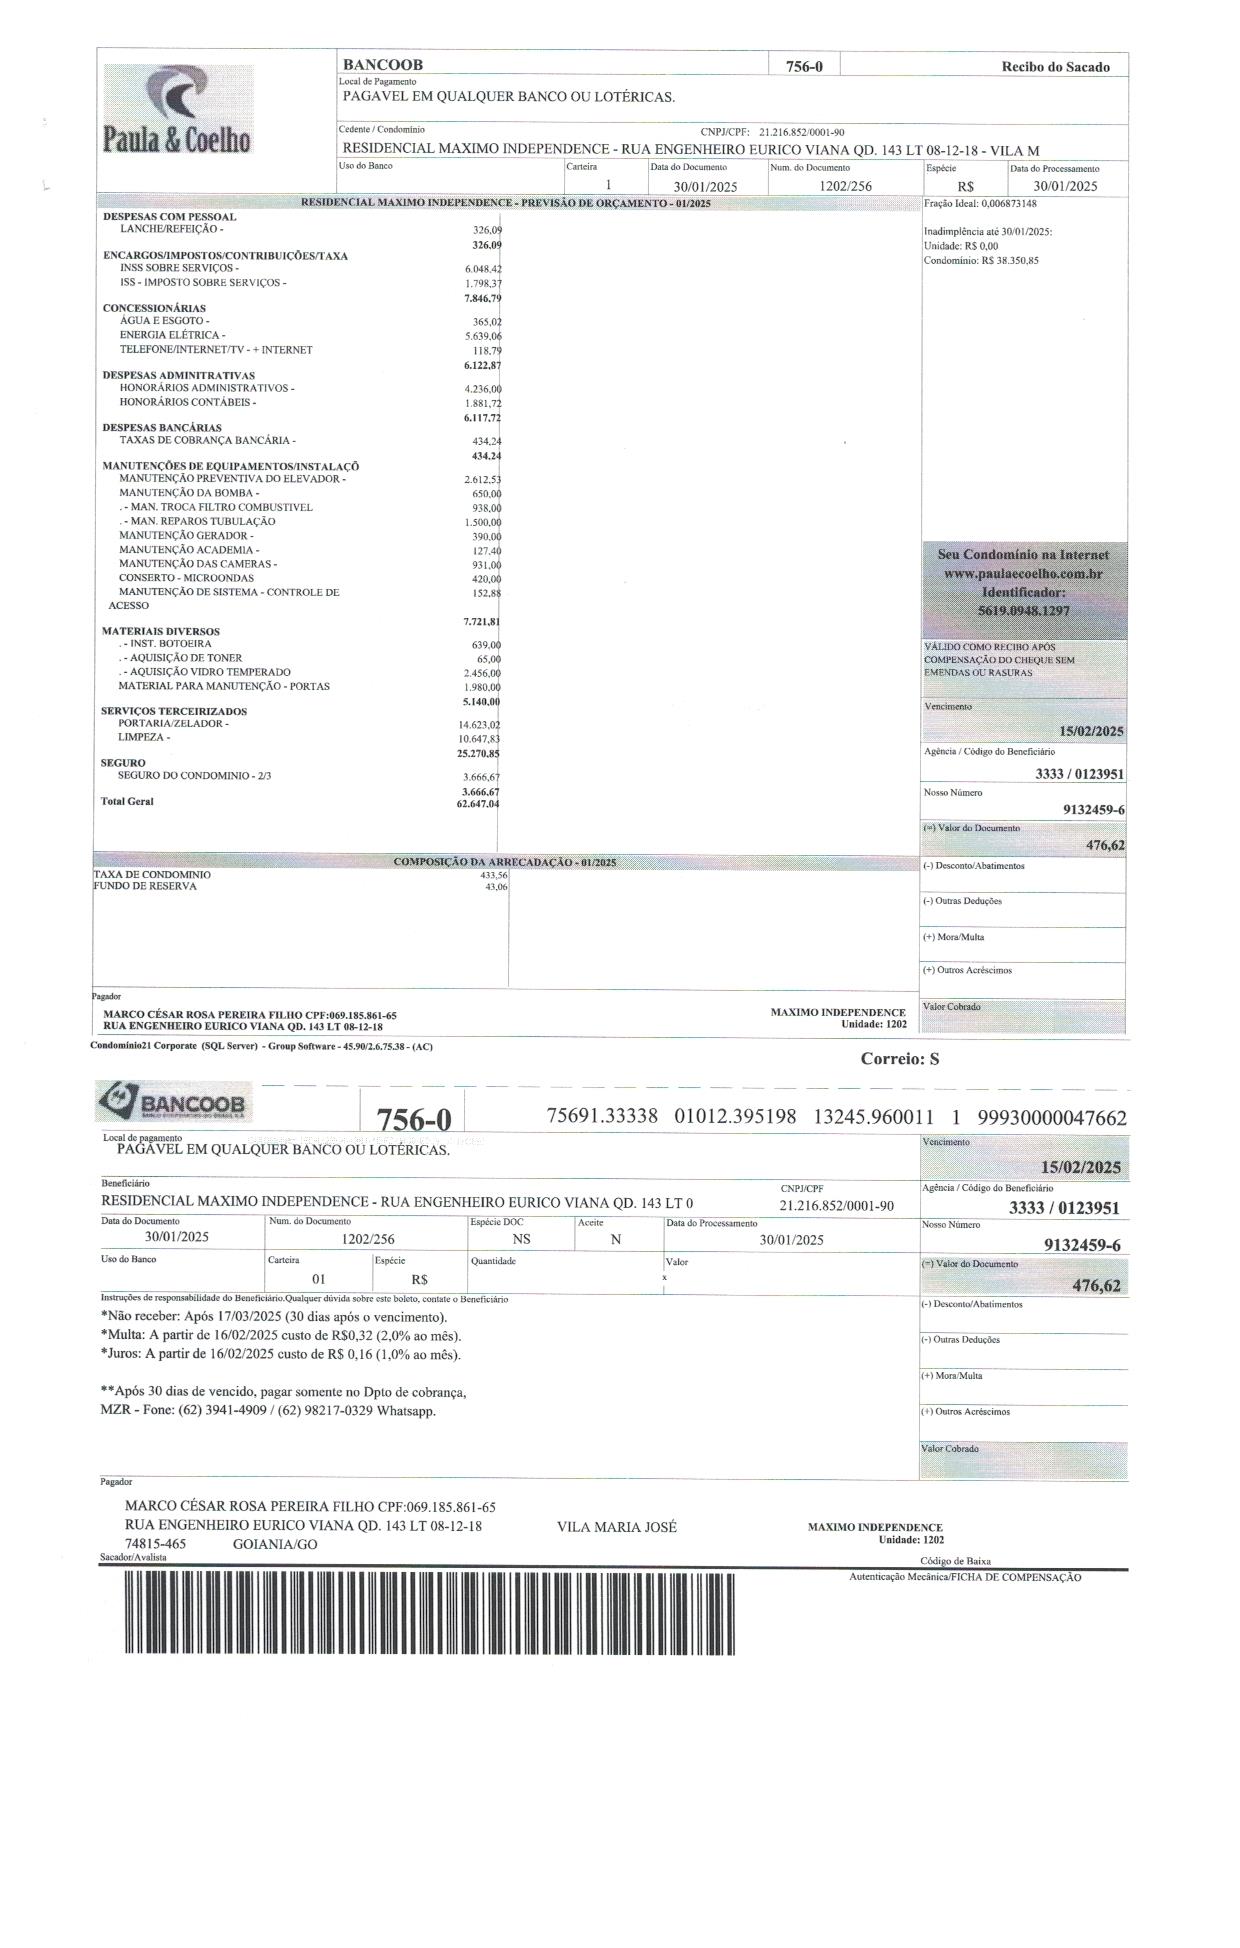 Paula & Coelho
BANCOOB 756-0 Recibo do Sacado
Local de Pagamento
PAGAVEL EM QUALQUER BANCO OU LOTÉRICAS.
Cedente / Condomínio CNPJ/CPF: 21.216.852/0001-90
RESIDENCIAL MAXIMO INDEPENDENCE - RUA ENGENHEIRO EURICO VIANA QD. 143 LT 08-12-18 - VILA M
Uso do Banco Carteira Data do Documento Num. do Documento Espécie Data do Processamento
1 30/01/2025 1202/256 R$ 30/01/2025
RESIDENCIAL MAXIMO INDEPENDENCE - PREVISÃO DE ORÇAMENTO - 01/2025
DESPESAS COM PESSOAL
LANCHE/REFEIÇÃO - 326,09
326,09
ENCARGOS/IMPOSTOS/CONTRIBUIÇÕES/TAXA
INSS SOBRE SERVIÇOS - 6.048,42
ISS - IMPOSTO SOBRE SERVIÇOS - 1.798,37
7.846,79
CONCESSIONÁRIAS
ÁGUA E ESGOTO - 365,02
ENERGIA ELÉTRICA - 5.639,06
TELEFONE/INTERNET/TV - + INTERNET 118,79
6.122,87
DESPESAS ADMINITRATIVAS
HONORÁRIOS ADMINISTRATIVOS - 4.236,00
HONORÁRIOS CONTÁBEIS - 1.881,72
6.117,72
DESPESAS BANCÁRIAS
TAXAS DE COBRANÇA BANCÁRIA - 434,24
434,24
MANUTENÇÕES DE EQUIPAMENTOS/INSTALAÇÕ
MANUTENÇÃO PREVENTIVA DO ELEVADOR - 2.612,53
MANUTENÇÃO DA BOMBA - 650,00
. - MAN. TROCA FILTRO COMBUSTIVEL 938,00
. - MAN. REPAROS TUBULAÇÃO 1.500,00
MANUTENÇÃO GERADOR - 390,00
MANUTENÇÃO ACADEMIA - 127,40
MANUTENÇÃO DAS CAMERAS - 931,00
CONSERTO - MICROONDAS 420,00
MANUTENÇÃO DE SISTEMA - CONTROLE DE 152,88
ACESSO
7.721,81
MATERIAIS DIVERSOS
. - INST. BOTOEIRA 639,00
. - AQUISIÇÃO DE TONER 65,00
. - AQUISIÇÃO VIDRO TEMPERADO 2.456,00
MATERIAL PARA MANUTENÇÃO - PORTAS 1.980,00
5.140,00
SERVIÇOS TERCEIRIZADOS
PORTARIA/ZELADOR - 14.623,02
LIMPEZA - 10.647,83
25.270,85
SEGURO
SEGURO DO CONDOMINIO - 2/3 3.666,67
3.666,67
Total Geral 62.647,04
Fração Ideal: 0,006873148
Inadimplência até 30/01/2025:
Unidade: R$ 0,00
Condomínio: R$ 38.350,85
Seu Condomínio na Internet
www.paulaecoelho.com.br
Identificador:
5619.0948.1297
VÁLIDO COMO RECIBO APÓS
COMPENSAÇÃO DO CHEQUE SEM
EMENDAS OU RASURAS
Vencimento
15/02/2025
Agência / Código do Beneficiário
3333 / 0123951
Nosso Número
9132459-6
(=) Valor do Documento
476,62
COMPOSIÇÃO DA ARRECADAÇÃO - 01/2025
TAXA DE CONDOMINIO 433,56
FUNDO DE RESERVA 43,06
(-) Desconto/Abatimentos
(-) Outras Deduções
(+) Mora/Multa
(+) Outros Acréscimos
Valor Cobrado
Pagador
MARCO CÉSAR ROSA PEREIRA FILHO CPF:069.185.861-65 MAXIMO INDEPENDENCE
RUA ENGENHEIRO EURICO VIANA QD. 143 LT 08-12-18 Unidade: 1202
Condomínio21 Corporate (SQL Server) - Group Software - 45.90/2.6.75.38 - (AC)
Correio: S
BANCOOB 756-0 75691.33338 01012.395198 13245.960011 1 99930000047662
Local de pagamento
PAGAVEL EM QUALQUER BANCO OU LOTÉRICAS.
Vencimento
15/02/2025
Beneficiário CNPJ/CPF Agência / Código do Beneficiário
RESIDENCIAL MAXIMO INDEPENDENCE - RUA ENGENHEIRO EURICO VIANA QD. 143 LT 0 21.216.852/0001-90 3333 / 0123951
Data do Documento Num. do Documento Espécie DOC Aceite Data do Processamento Nosso Número
30/01/2025 1202/256 NS N 30/01/2025 9132459-6
Uso do Banco Carteira Espécie Quantidade Valor (=) Valor do Documento
01 R$ x 476,62
Instruções de responsabilidade do Beneficiário.Qualquer dúvida sobre este boleto, contate o Beneficiário
*Não receber: Após 17/03/2025 (30 dias após o vencimento).
*Multa: A partir de 16/02/2025 custo de R$0,32 (2,0% ao mês).
*Juros: A partir de 16/02/2025 custo de R$ 0,16 (1,0% ao mês).
**Após 30 dias de vencido, pagar somente no Dpto de cobrança,
MZR - Fone: (62) 3941-4909 / (62) 98217-0329 Whatsapp.
(-) Desconto/Abatimentos
(-) Outras Deduções
(+) Mora/Multa
(+) Outros Acréscimos
Valor Cobrado
Pagador
MARCO CÉSAR ROSA PEREIRA FILHO CPF:069.185.861-65
RUA ENGENHEIRO EURICO VIANA QD. 143 LT 08-12-18 VILA MARIA JOSÉ MAXIMO INDEPENDENCE
74815-465 GOIANIA/GO Unidade: 1202
Sacador/Avalista Código de Baixa
Autenticação Mecânica/FICHA DE COMPENSAÇÃO